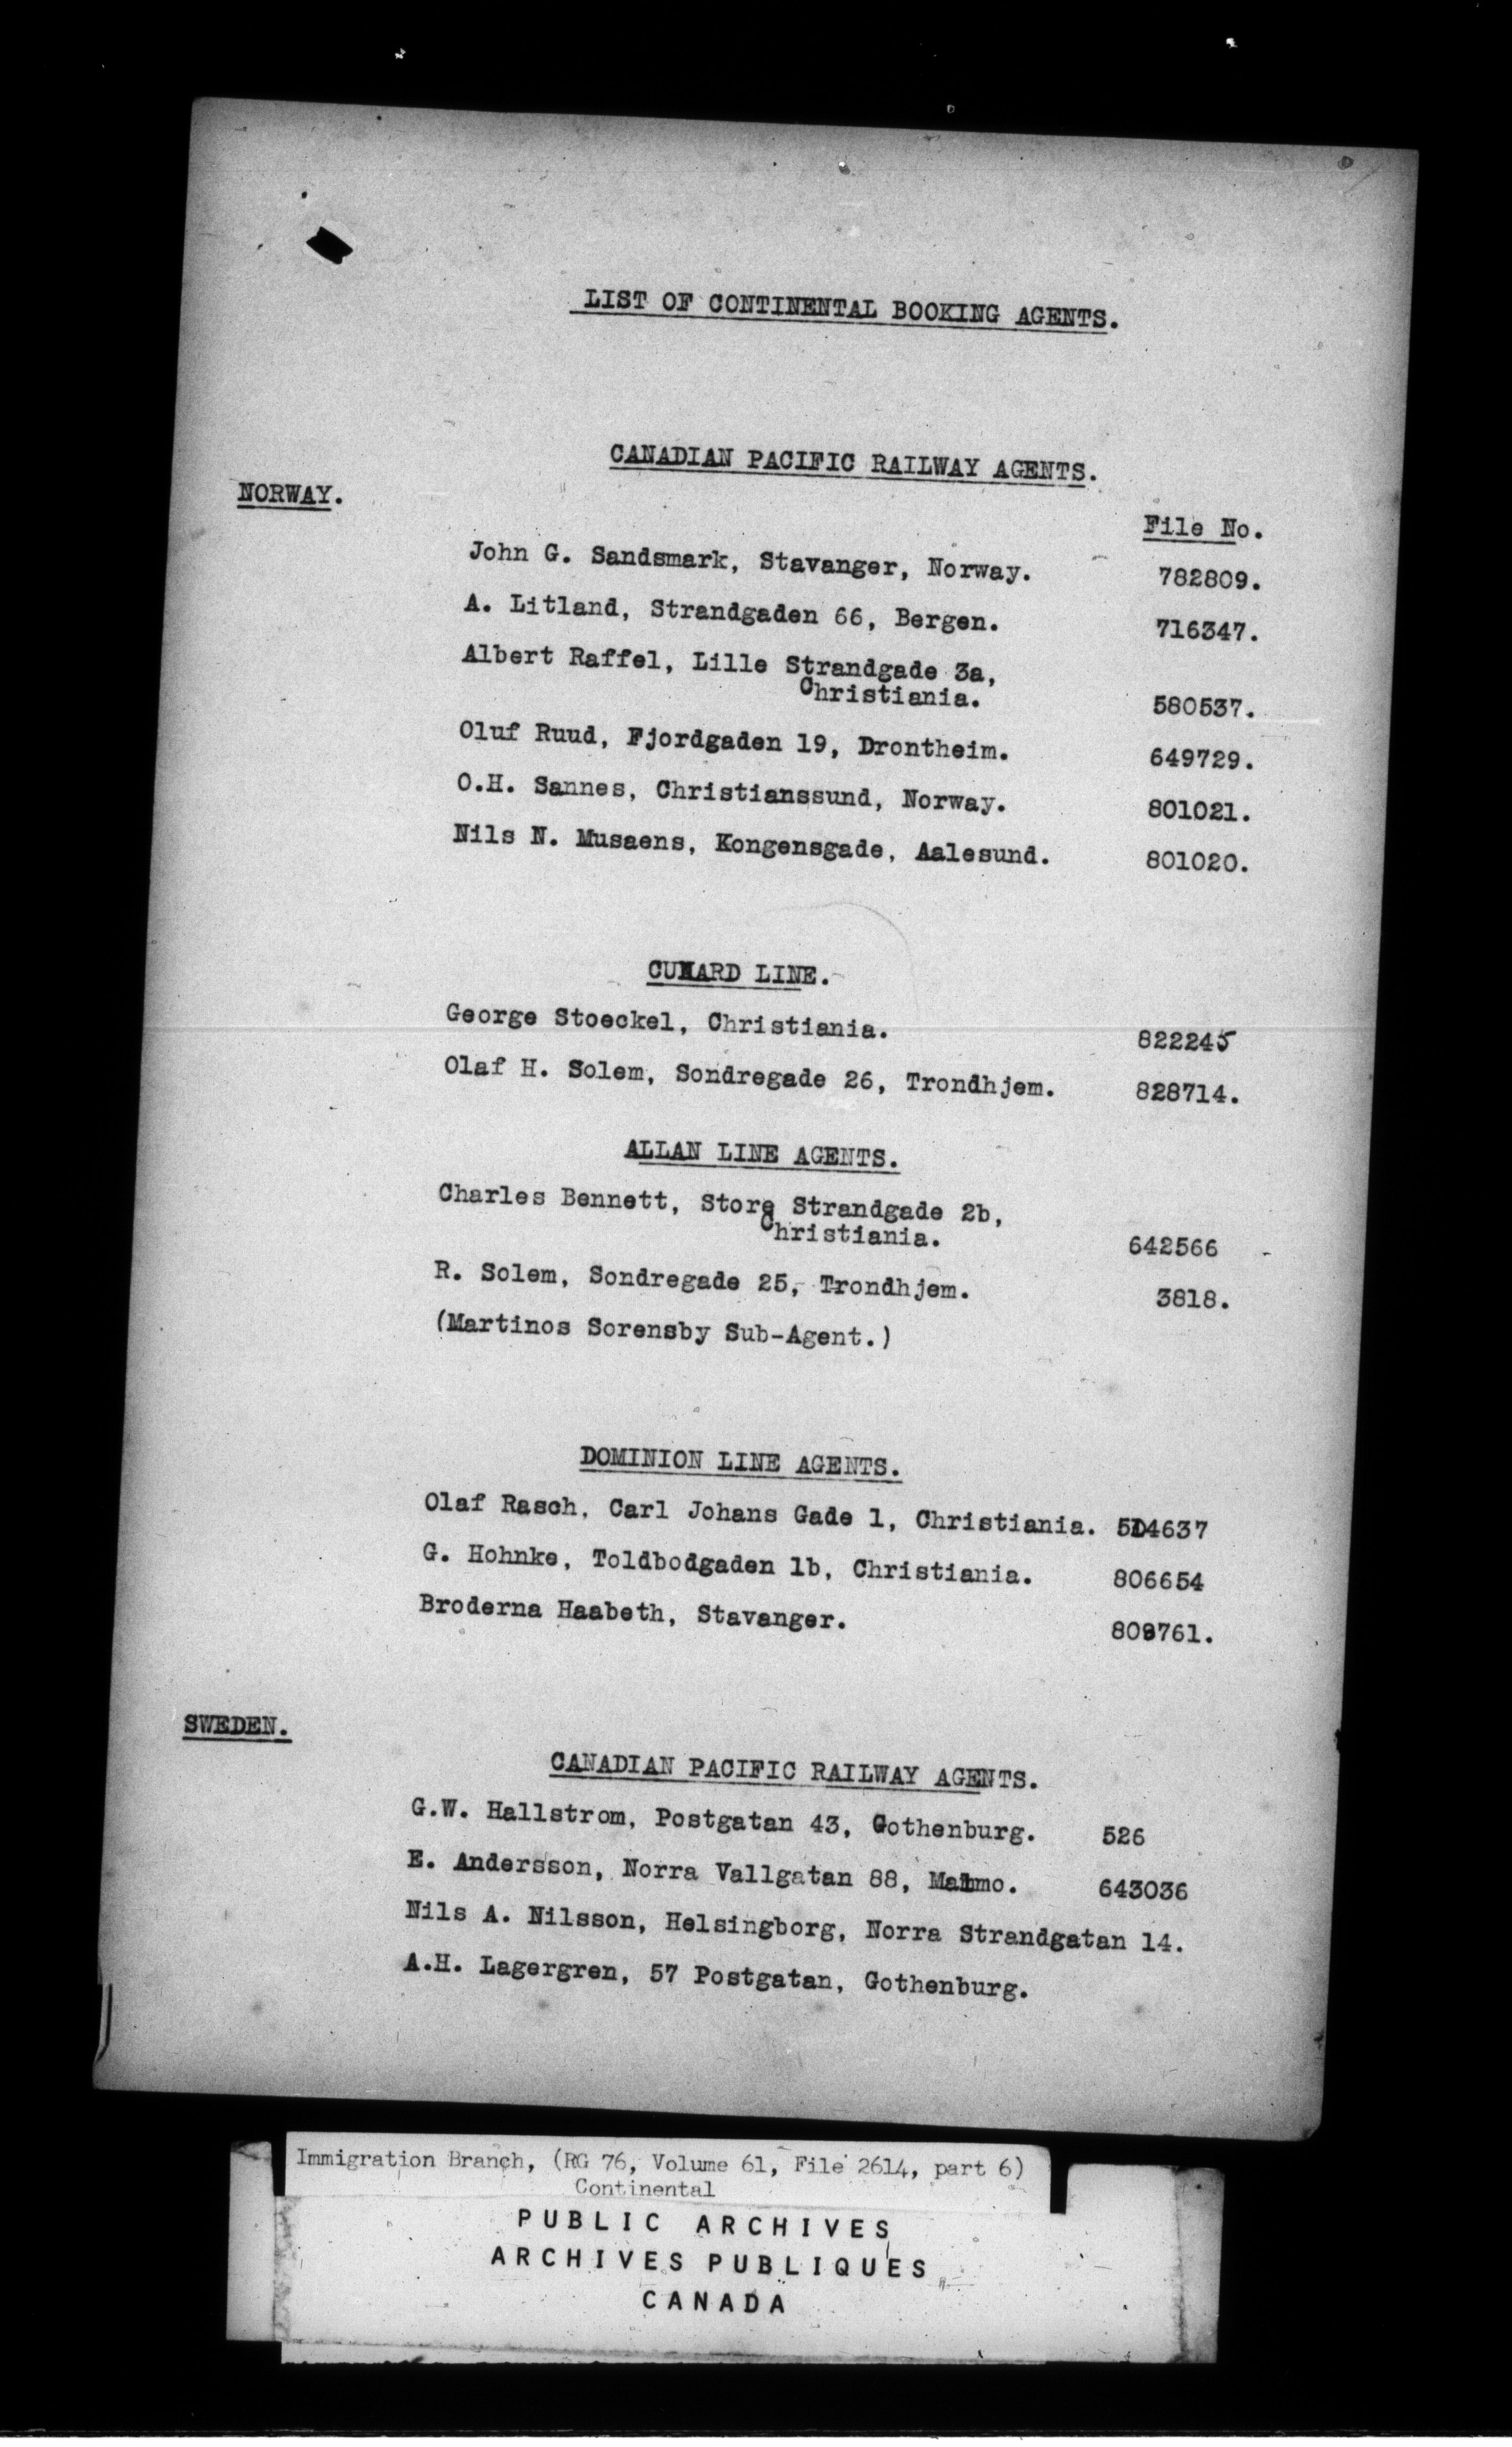 LIST OF CONTINENTAL BOOKING AGENTS.
CANADIAN PACIFIC RAILWAY AGENTS.
NORWAY.
File No.
John G. Sandsmark, Stavanger, Norway. 782809.
A. Litland, Strandgaden 66, Bergen. 716347.
Albert Raffel, Lille Strandgade 3a,
Christiania. 580537.
Oluf Ruud, Fjordgaden 19, Drontheim. 649729.
O.H. Sannes, Christianssund, Norway. 801021.
Nils N. Musaens, Kongensgade, Aalesund. 801020.
CUNARD LINE.
George Stoeckel, Christiania. 822245
Olaf H. Solem, Sondregade 26, Trondhjem. 828714.
ALLAN LINE AGENTS.
Charles Bennett, Store Strandgade 2b,
Christiania. 642566
R. Solem, Sondregade 25, Trondhjem. 3818.
(Martinos Sorensby Sub-Agent.)
DOMINION LINE AGENTS.
Olaf Rasch, Carl Johans Gade 1, Christiania.
G. Hohnke, Toldbodgaden 1b, Christiania. 806654
Broderna Haabeth, Stavanger.
SWEDEN.
CANADIAN PACIFIC RAILWAY AGENTS.
G.W. Hallstrom, Postgatan 43, Gothenburg. 526
E. Andersson, Norra Vallgatan 88, Malmo. 643036
Nils A. Nilsson, Helsingborg, Norra Strandgatan 14.
A.H. Lagergren, 57 Postgatan, Gothenburg.
Immigration Branch, (RG 76, Volume 61, File 2614, part 6)
Continental
PUBLIC ARCHIVES
ARCHIVES PUBLIQUES
CANADA